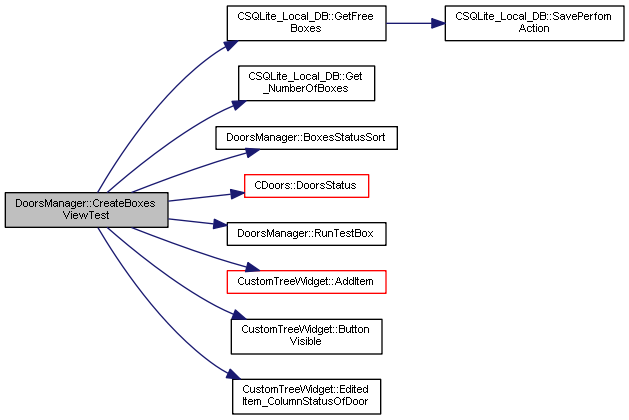 CSQLite_Local_DB::GetFree
Boxes
CSQLite_Local_DB::SavePerfom
Action
CSQLite_Local_DB::Get
_NumberOfBoxes
DoorsManager::BoxesStatusSort
CDoors::DoorsStatus
DoorsManager::CreateBoxes
ViewTest
DoorsManager::RunTestBox
CustomTreeWidget::AddItem
CustomTreeWidget::Button
Visible
CustomTreeWidget::Edited
Item_ColumnStatusOfDoor